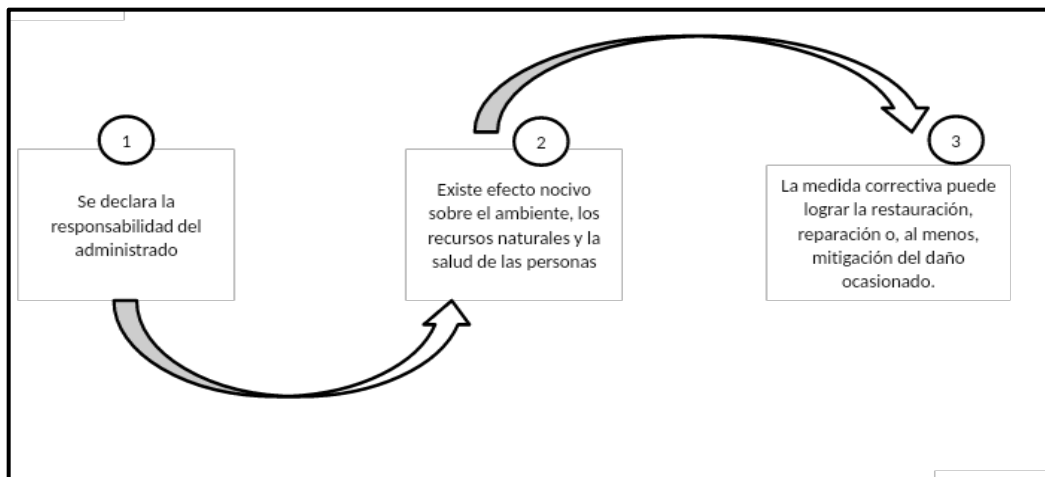 1
Se declara la
responsabilidad del
administrado
2
Existe efecto nocivo
sobre el ambiente, los
recursos naturales y la
salud de las personas
3
La medida correctiva puede
lograr la restauración,
reparación o, al menos,
mitigación del daño
ocasionado.